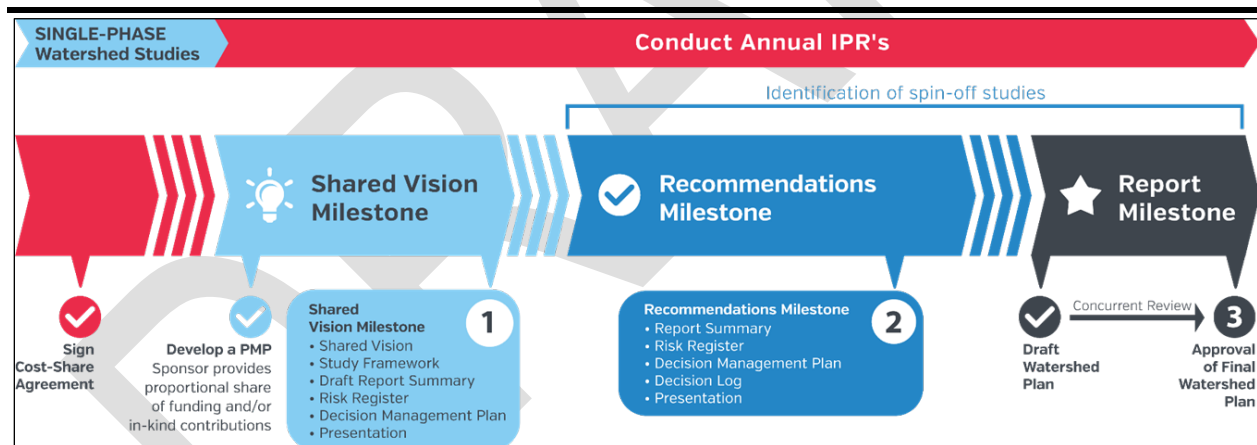 SINGLE-PHASE
Watershed Studies
Conduct Annual IPR's
Identification of spin-off studies
Shared Vision
Milestone
Recommendations
Milestone
Report
Milestone
Sign
Cost-Share
Agreement
Develop a PMP
Sponsor provides
proportional share
of funding and/or
in-kind contributions
Shared
Vision Milestone
• Shared Vision
• Study Framework
• Draft Report Summary
• Risk Register
• Decision Management Plan
• Presentation
1
Recommendations Milestone
• Report Summary
• Risk Register
• Decision Management Plan
• Decision Log
• Presentation
2
Draft
Watershed
Plan
Concurrent Review
3
Approval
of Final
Watershed
Plan